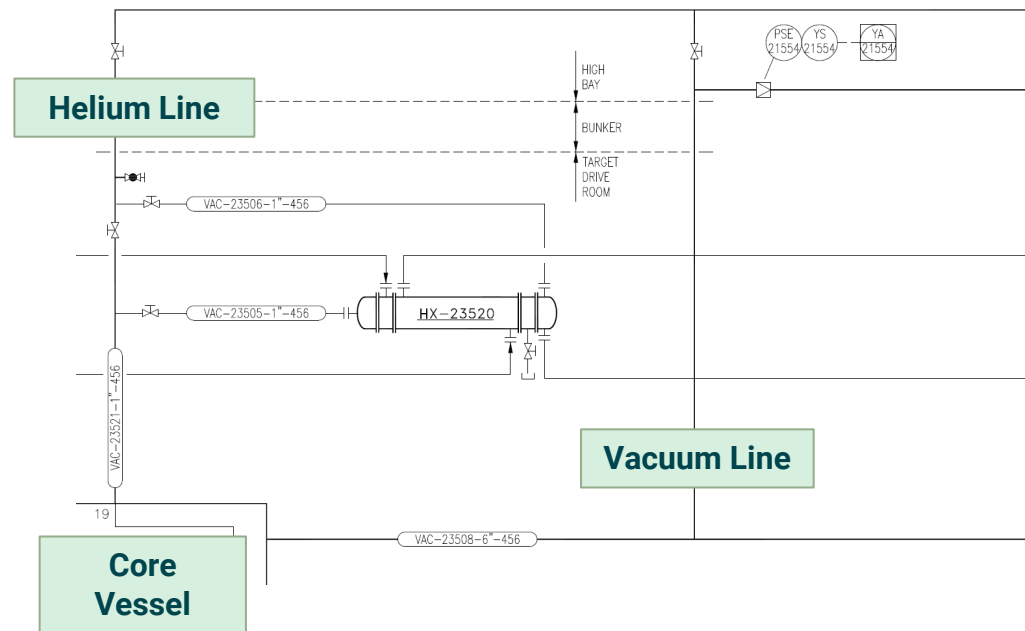 PSE
21554
YS
21554
YA
21554
HIGH
BAY
Helium Line
BUNKER
TARGET
DRIVE
ROOM
VAC-23506-1"-456
VAC-23505-1"-456
HX-23520
VAC-23521-1"-456
Vacuum Line
19
VAC-23508-6"-456
Core
Vessel